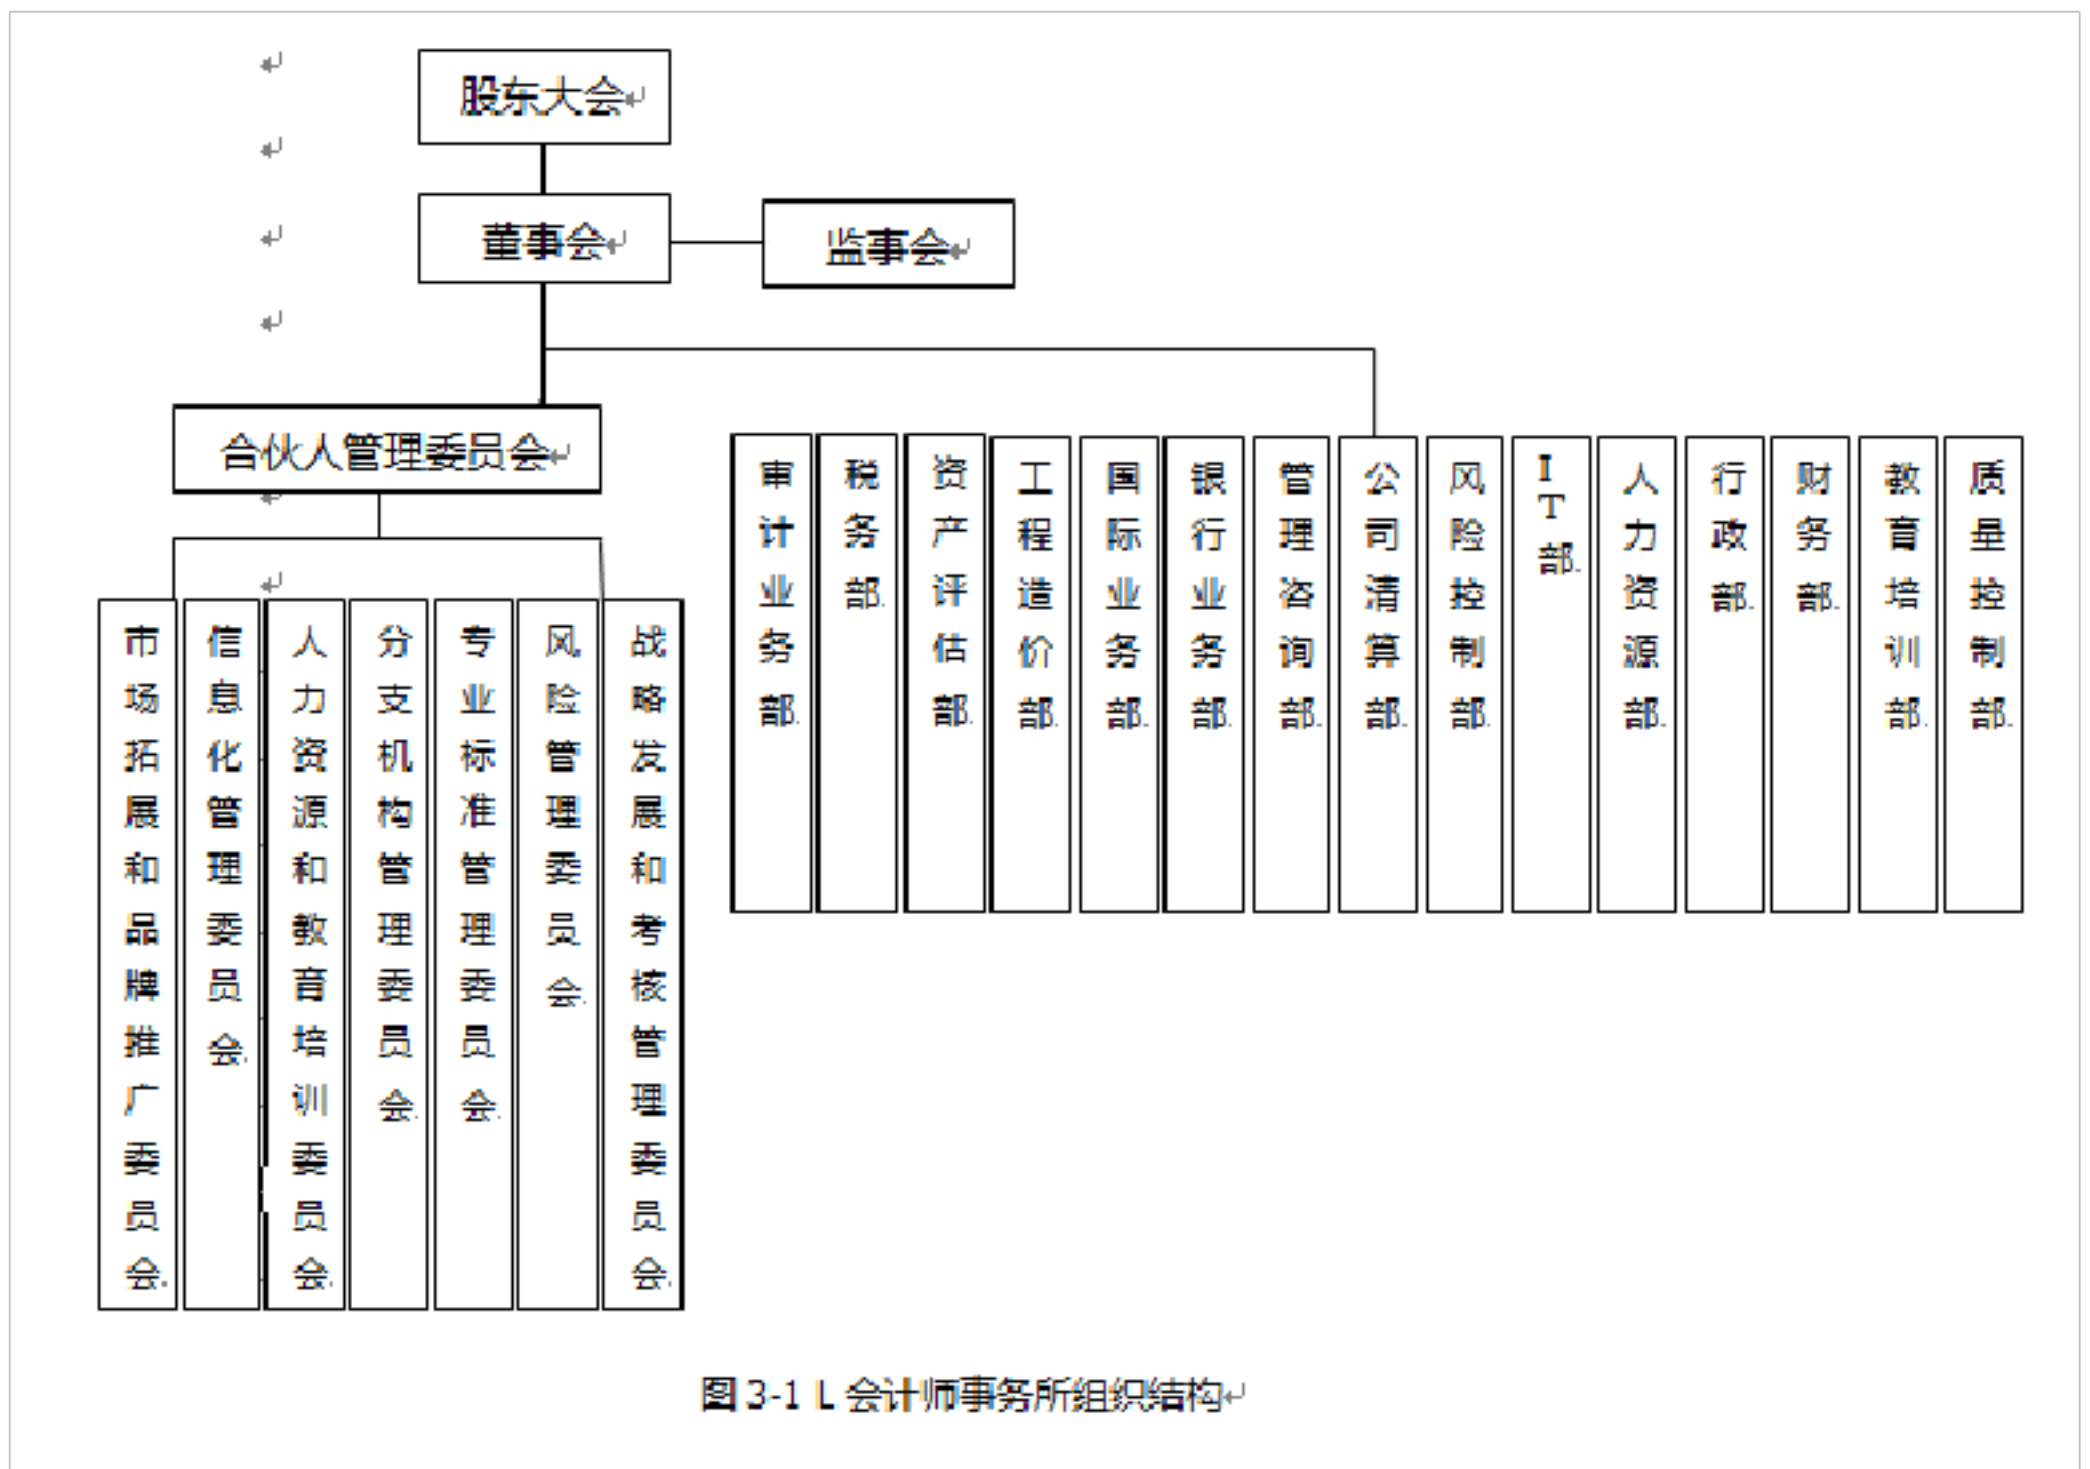 股东大会
董事会
监事会
合伙人管理委员会
审计业务部
税务部
资产评估部
工程造价部
国际业务部
银行业务部
管理咨询部
公司清算部
风险控制部
IT部
人力资源部
行政部
财务部
教育培训部
质量控制部
市场拓展和品牌推广委员会
信息化管理委员会
人力资源和教育培训委员会
分支机构管理委员会
专业标准管理委员会
风险管理委员会
战略发展和考核管理委员会
图 3-1 L 会计师事务所组织结构